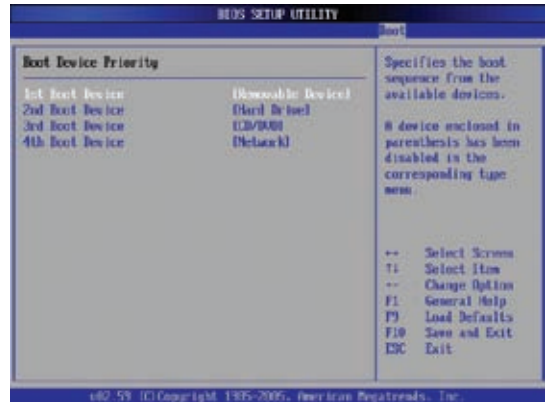 BIOS SETUP UTILITY
Boot
Boot Device Priority
1st Boot Device [Removable Device]
2nd Boot Device [Hard Drive]
3rd Boot Device [CD/DVD]
4th Boot Device [Network]
Specifies the boot
sequence from the
available devices.
A device enclosed in
parenthesis has been
disabled in the
corresponding type
menu.
↔ Select Screen
↑↓ Select Item
+- Change Option
F1 General Help
F9 Load Defaults
F10 Save and Exit
ESC Exit
v02.59 (C)Copyright 1985-2005, American Megatrends, Inc.